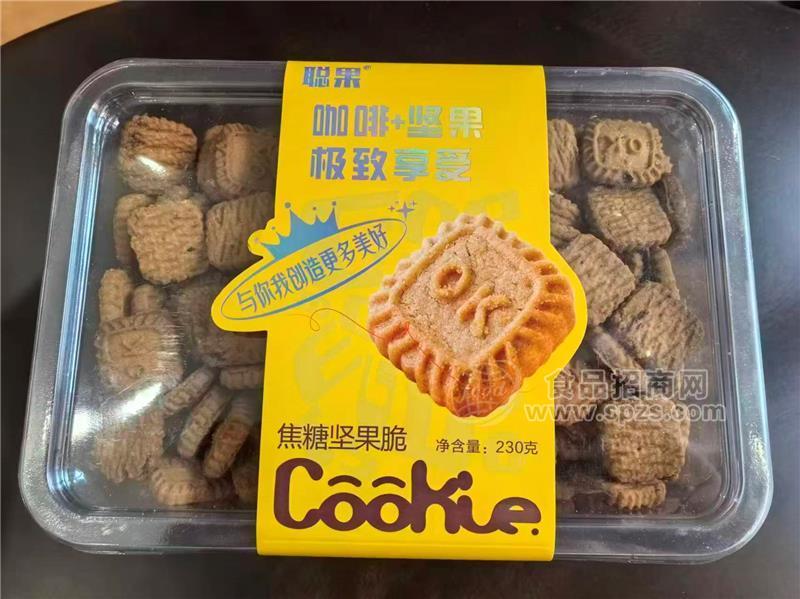 聪果®
咖啡+坚果
极致享受
与你我创造更多美好
OK
焦糖坚果脆
净含量：230克
Cookie
食品招商网
www.spzs.com